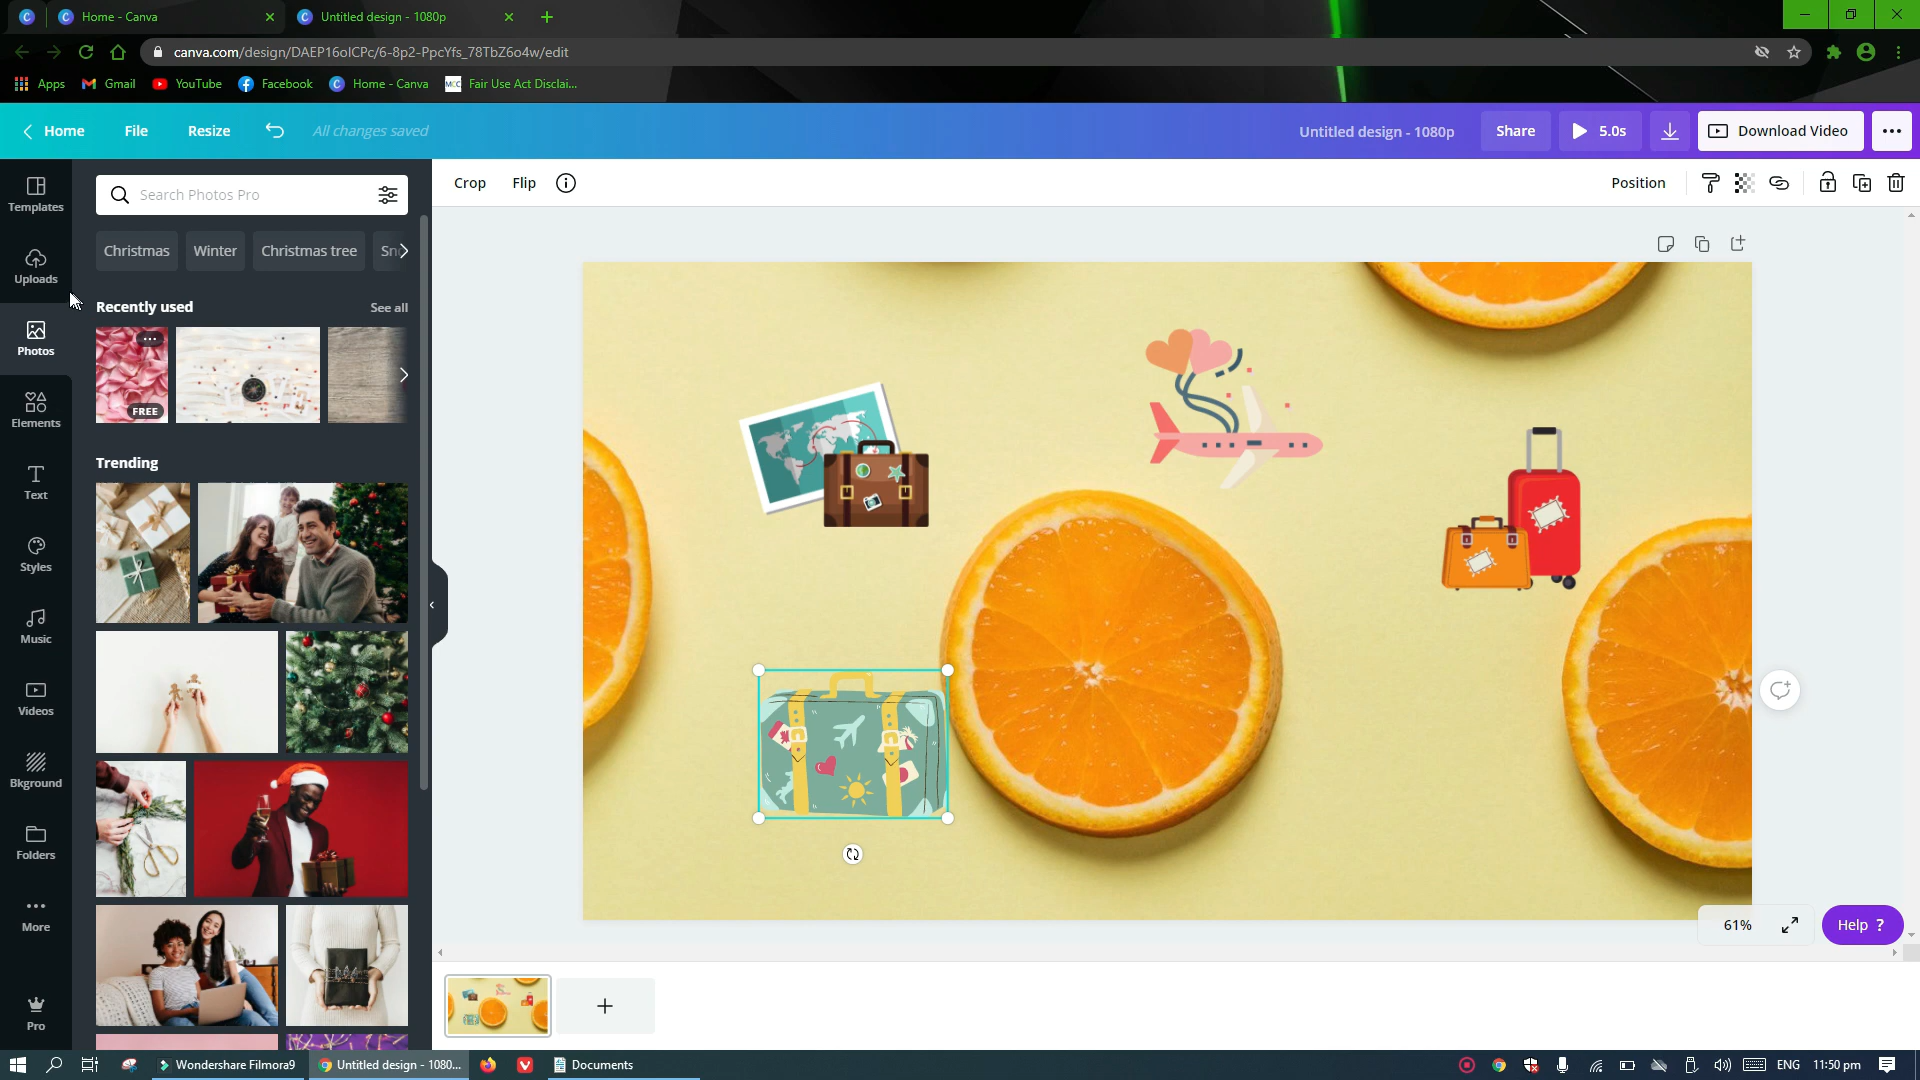 Home - Canva
Untitled design - 1080p
canva.com/design/DAEP16olCPc/6-8p2-PpcYfs_78TbZ6o4w/edit
Apps
Gmail
YouTube
Facebook
Home - Canva
MCC
Fair Use Act Disclai...
Home
File
Resize
All changes saved
Untitled design - 1080p
Share
5.0s
Download Video
Templates
Uploads
Photos
Elements
Text
Styles
Music
Videos
Bkground
Folders
More
Pro
Search Photos Pro
Christmas
Winter
Christmas tree
Sn
Recently used
See all
FREE
Trending
Crop
Flip
Position
61%
Help ?
Wondershare Filmora9
Untitled design - 1080...
Documents
ENG
11:50 pm